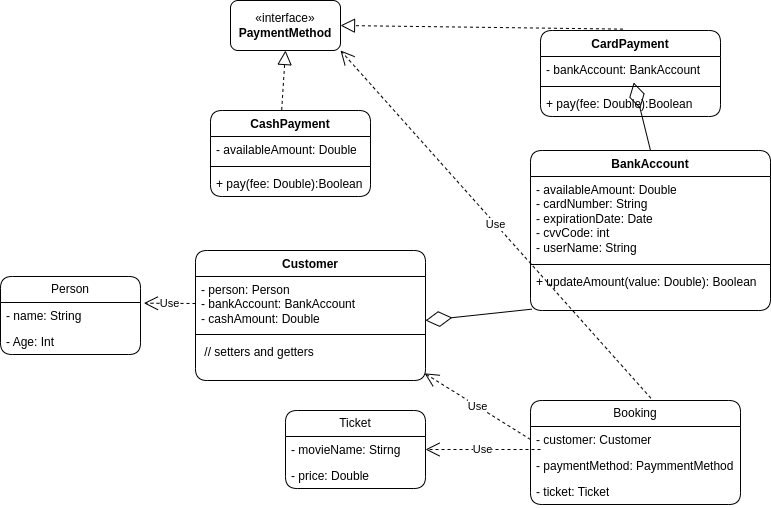 «interface»
PaymentMethod
CardPayment
- bankAccount: BankAccount
+ pay(fee: Double):Boolean
CashPayment
- availableAmount: Double
+ pay(fee: Double):Boolean
BankAccount
- availableAmount: Double
- cardNumber: String
- expirationDate: Date
- cvvCode: int
- userName: String
+ updateAmount(value: Double): Boolean
Use
Customer
- person: Person
- bankAccount: BankAccount
- cashAmount: Double
// setters and getters
Person
- name: String
- Age: Int
Use
Use
Ticket
- movieName: Stirng
- price: Double
Use
Booking
- customer: Customer
- paymentMethod: PaymmentMethod
- ticket: Ticket